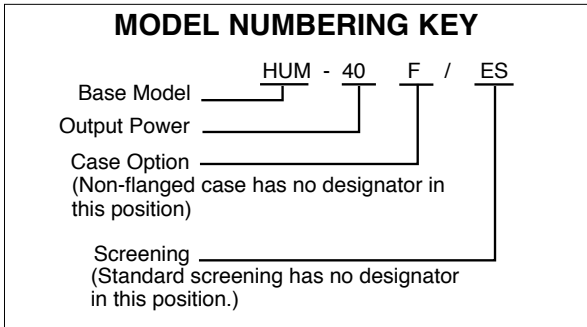 MODEL NUMBERING KEY
HUM - 40 F / ES
Base Model
Output Power
Case Option
(Non-flanged case has no designator in
this position)
Screening
(Standard screening has no designator
in this position.)